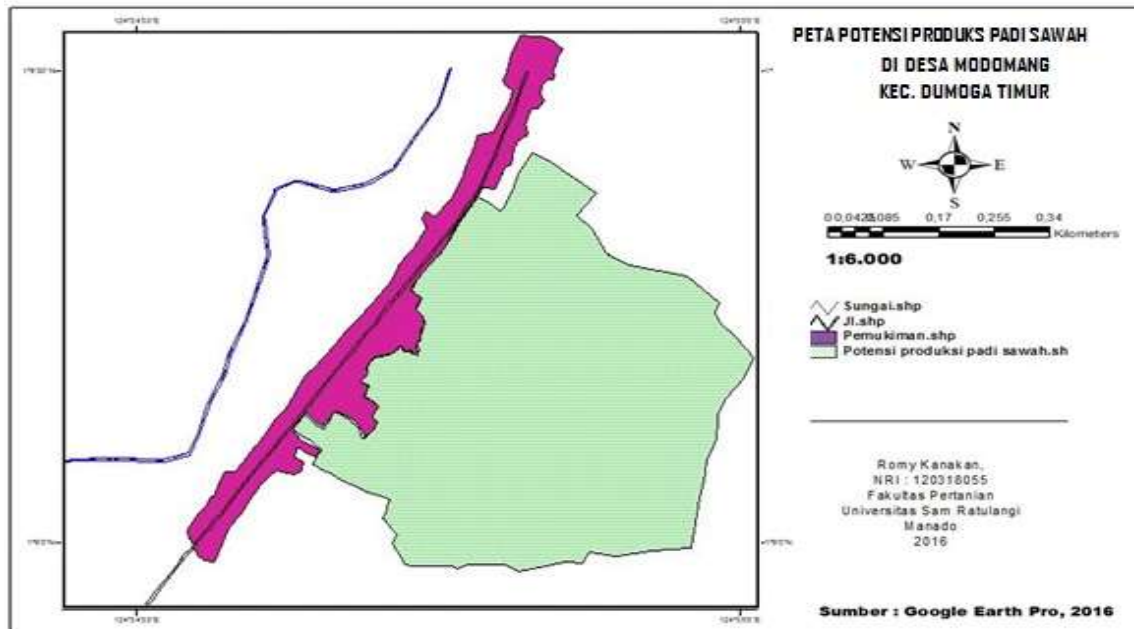 PETA POTENSI PRODUKS PADI SAWAH
DI DESA MODOMANG
KEC. DUMOGA TIMUR
N
W E
S
0,17 0,255 0,34
Kilometers
1:6.000
Sungai.shp
Jl.shp
Pemukiman.shp
Potensi produksi padi sawah.sh
Romy Kanakan,
NRI : 120318055
Fakultas Pertanian
Universitas Sam Ratulangi
Manado
2016
Sumber : Google Earth Pro, 2016